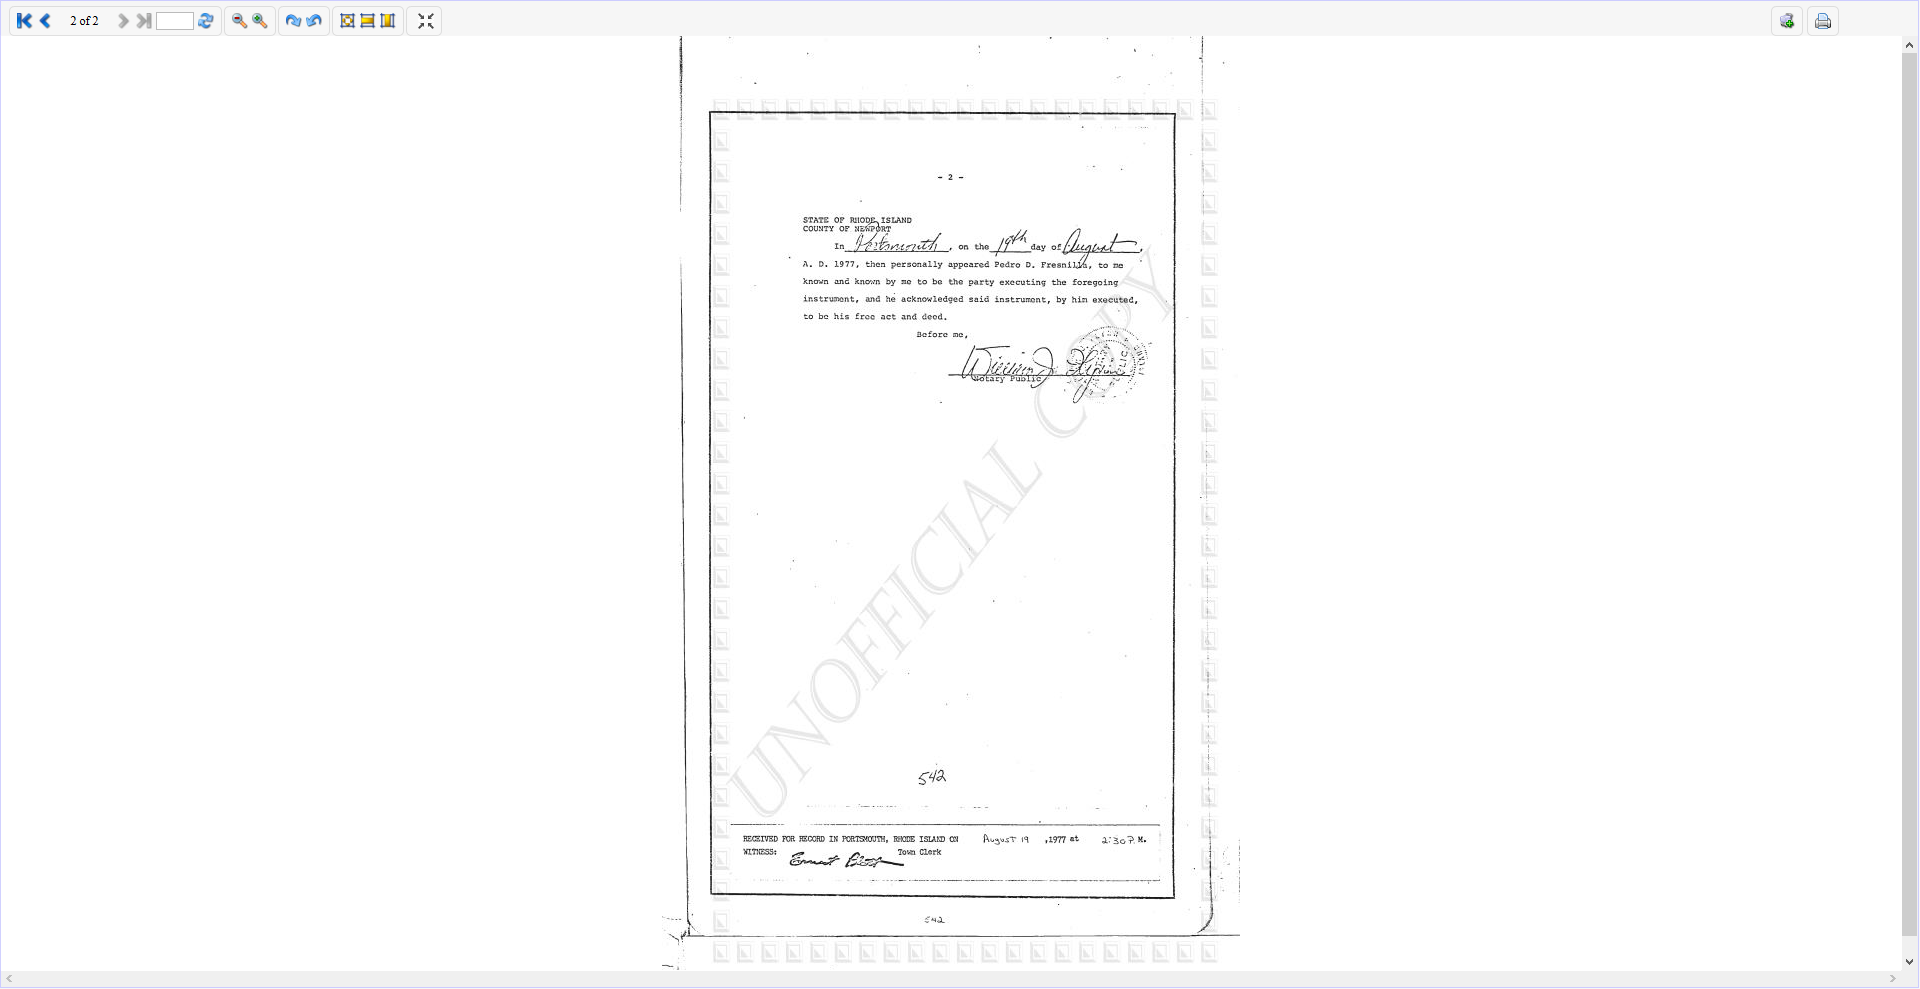 2 of 2
- 2 -
STATE OF RHODE ISLAND
COUNTY OF NEWPORT
In Portsmouth, on the 19th day of August,
A. D. 1977, then personally appeared Pedro D. Fresnilla, to me
known and known by me to be the party executing the foregoing
instrument, and he acknowledged said instrument, by him executed,
to be his free act and deed.
Before me,
William J.
Notary Public
UNOFFICIAL COPY
542
RECEIVED FOR RECORD IN PORTSMOUTH, RHODE ISLAND ON August 19 ,1977 at 2:30 P. M.
WITNESS: Ernest Town Clerk
542